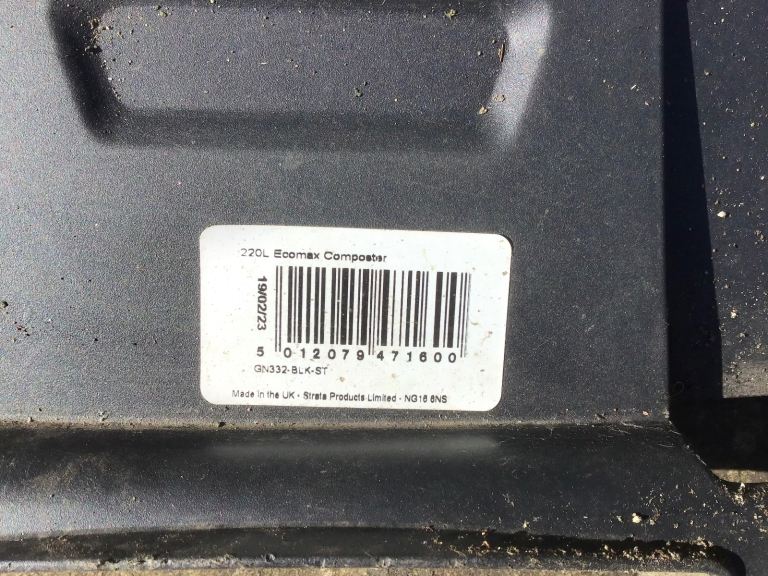 220L Ecomax Composter
19/02/23
5 012079 471600
GN332-BLK-ST
Made in the UK - Strata Products Limited - NG16 6NS